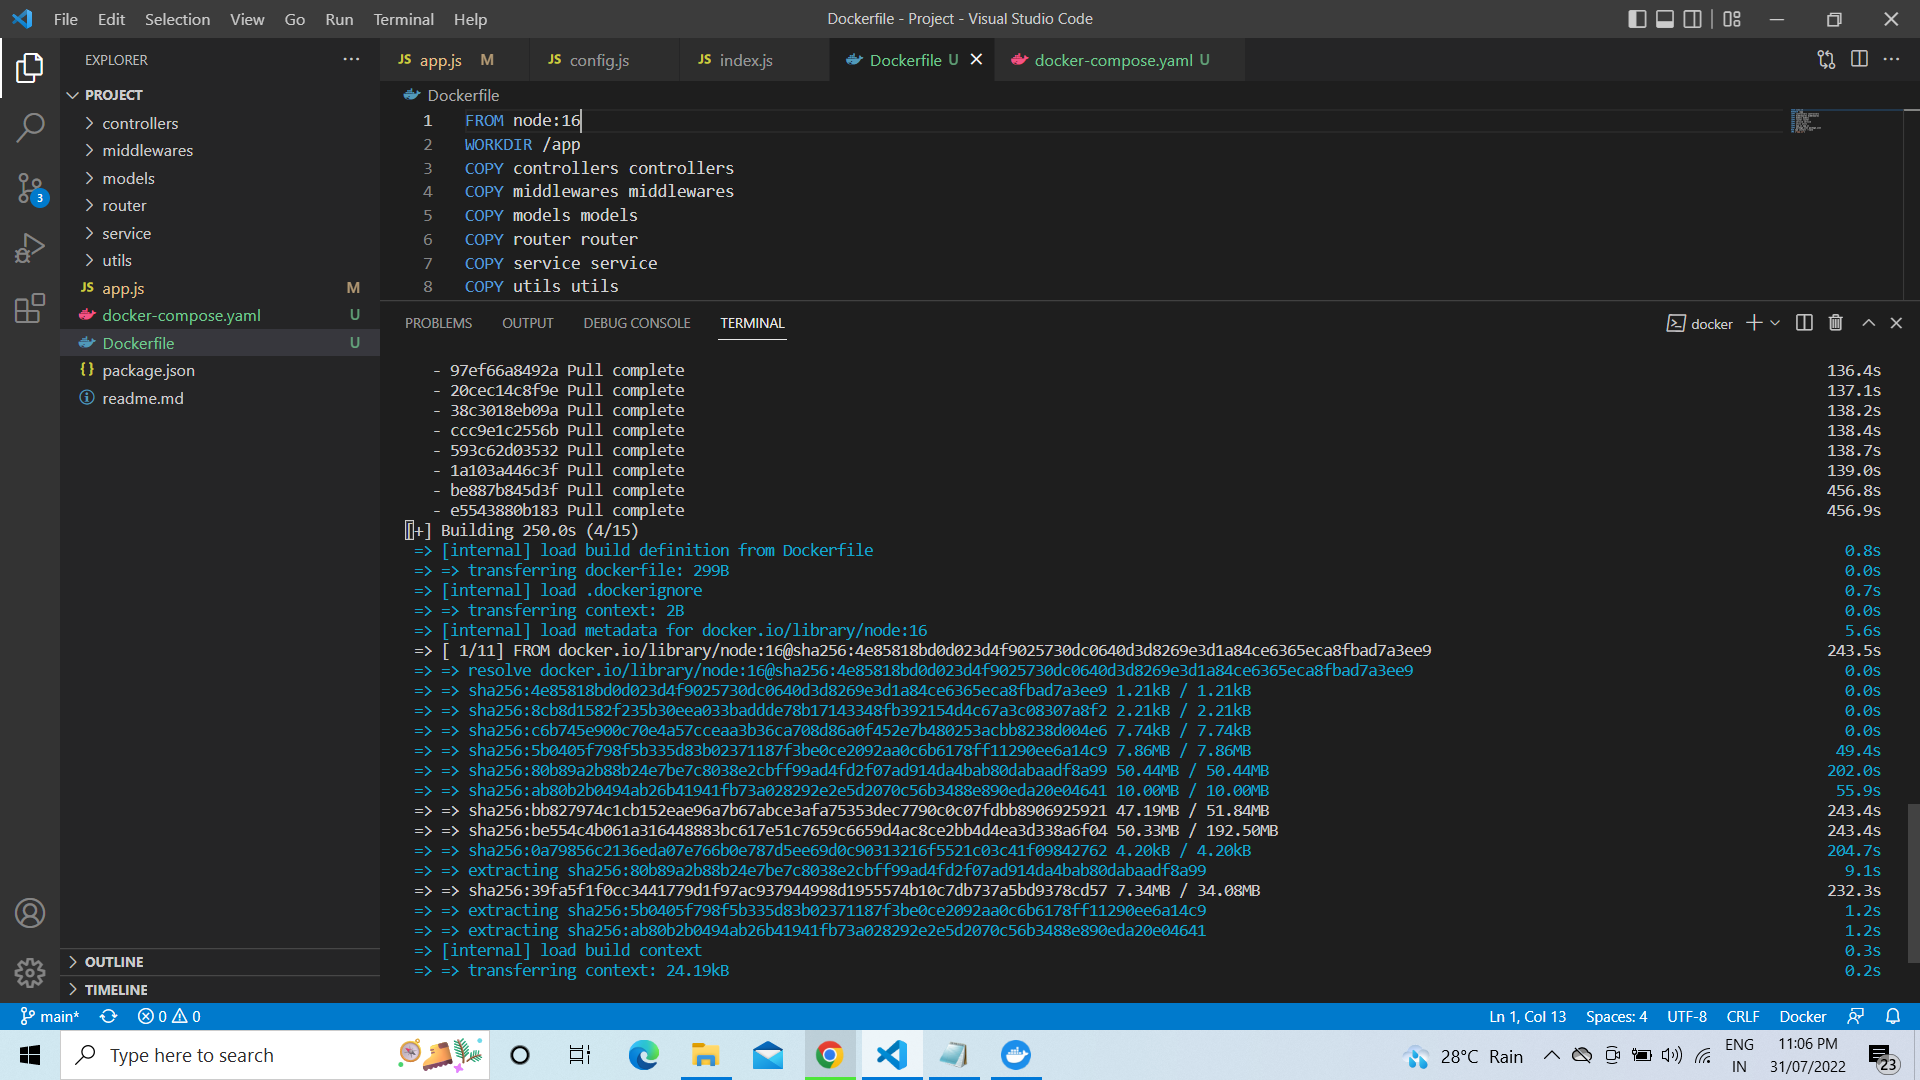 File Edit Selection View Go Run Terminal Help
Dockerfile - Project - Visual Studio Code
EXPLORER
PROJECT
controllers
middlewares
models
router
service
utils
JS app.js M
docker-compose.yaml U
Dockerfile U
{} package.json
readme.md
OUTLINE
TIMELINE
3
JS app.js M
JS config.js
JS index.js
Dockerfile U
docker-compose.yaml U
Dockerfile
1 FROM node:16
2 WORKDIR /app
3 COPY controllers controllers
4 COPY middlewares middlewares
5 COPY models models
6 COPY router router
7 COPY service service
8 COPY utils utils
PROBLEMS OUTPUT DEBUG CONSOLE TERMINAL
docker
- 97ef66a8492a Pull complete 136.4s
- 20cec14c8f9e Pull complete 137.1s
- 38c3018eb09a Pull complete 138.2s
- ccc9e1c2556b Pull complete 138.4s
- 593c62d03532 Pull complete 138.7s
- 1a103a446c3f Pull complete 139.0s
- be887b845d3f Pull complete 456.8s
- e5543880b183 Pull complete 456.9s
[+] Building 250.0s (4/15)
=> [internal] load build definition from Dockerfile 0.8s
=> => transferring dockerfile: 299B 0.0s
=> [internal] load .dockerignore 0.7s
=> => transferring context: 2B 0.0s
=> [internal] load metadata for docker.io/library/node:16 5.6s
=> [ 1/11] FROM docker.io/library/node:16@sha256:4e85818bd0d023d4f9025730dc0640d3d8269e3d1a84ce6365eca8fbad7a3ee9 243.5s
=> => resolve docker.io/library/node:16@sha256:4e85818bd0d023d4f9025730dc0640d3d8269e3d1a84ce6365eca8fbad7a3ee9 0.0s
=> => sha256:4e85818bd0d023d4f9025730dc0640d3d8269e3d1a84ce6365eca8fbad7a3ee9 1.21kB / 1.21kB 0.0s
=> => sha256:8cb8d1582f235b30eea033baddde78b17143348fb392154d4c67a3c08307a8f2 2.21kB / 2.21kB 0.0s
=> => sha256:c6b745e900c70e4a57cceaa3b36ca708d86a0f452e7b480253acbb8238d004e6 7.74kB / 7.74kB 0.0s
=> => sha256:5b0405f798f5b335d83b02371187f3be0ce2092aa0c6b6178ff11290ee6a14c9 7.86MB / 7.86MB 49.4s
=> => sha256:80b89a2b88b24e7be7c8038e2cbff99ad4fd2f07ad914da4bab80dabaadf8a99 50.44MB / 50.44MB 202.0s
=> => sha256:ab80b2b0494ab26b41941fb73a028292e2e5d2070c56b3488e890eda20e04641 10.00MB / 10.00MB 55.9s
=> => sha256:bb827974c1cb152eae96a7b67abce3afa75353dec7790c0c07fdbb8906925921 47.19MB / 51.84MB 243.4s
=> => sha256:be554c4b061a316448883bc617e51c7659c6659d4ac8ce2bb4d4ea3d338a6f04 50.33MB / 192.50MB 243.4s
=> => sha256:0a79856c2136eda07e766b0e787d5ee69d0c90313216f5521c03c41f09842762 4.20kB / 4.20kB 204.7s
=> => extracting sha256:80b89a2b88b24e7be7c8038e2cbff99ad4fd2f07ad914da4bab80dabaadf8a99 9.1s
=> => sha256:39fa5f1f0cc3441779d1f97ac937944998d1955574b10c7db737a5bd9378cd57 7.34MB / 34.08MB 232.3s
=> => extracting sha256:5b0405f798f5b335d83b02371187f3be0ce2092aa0c6b6178ff11290ee6a14c9 1.2s
=> => extracting sha256:ab80b2b0494ab26b41941fb73a028292e2e5d2070c56b3488e890eda20e04641 1.2s
=> [internal] load build context 0.3s
=> => transferring context: 24.19kB 0.2s
main* 0 0 Ln 1, Col 13 Spaces: 4 UTF-8 CRLF Docker
Type here to search
28°C Rain
ENG
IN
11:06 PM
31/07/2022
23